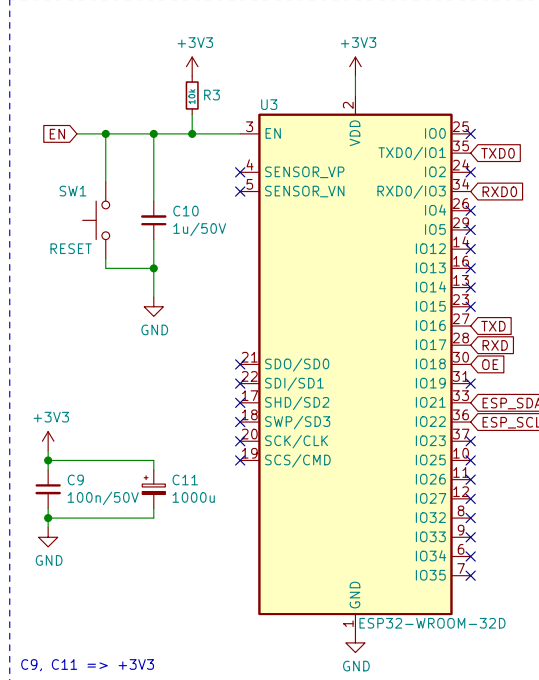 +3V3
+3V3
10k
R3
U3
2
VDD
EN
3
EN
IO0
25
TXD0/IO1
35
TXD0
4
SENSOR_VP
IO2
24
5
SENSOR_VN
RXD0/IO3
34
RXD0
SW1
RESET
C10
1u/50V
GND
IO4
26
IO5
29
IO12
14
IO13
16
IO14
13
IO15
23
IO16
27
TXD
IO17
28
RXD
21
SDO/SD0
IO18
30
OE
22
SDI/SD1
IO19
31
17
SHD/SD2
IO21
33
ESP_SDA
18
SWP/SD3
IO22
36
ESP_SCL
20
SCK/CLK
IO23
37
19
SCS/CMD
IO25
10
+3V3
C9
100n/50V
+
C11
1000u
GND
IO26
11
IO27
12
IO32
8
IO33
9
IO34
6
IO35
7
GND
1
ESP32-WROOM-32D
GND
C9, C11 => +3V3